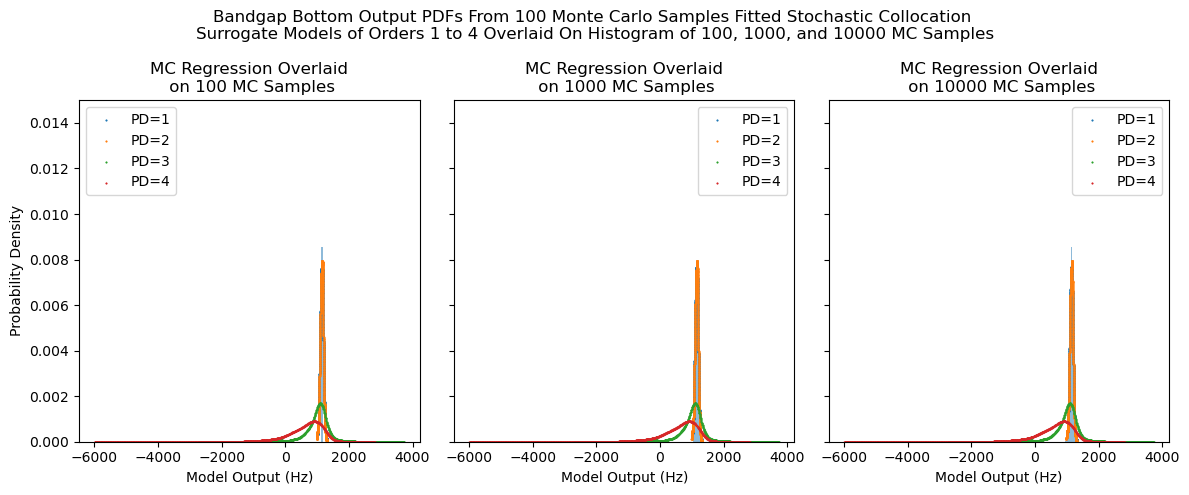 Bandgap Bottom Output PDFs From 100 Monte Carlo Samples Fitted Stochastic Collocation
Surrogate Models of Orders 1 to 4 Overlaid On Histogram of 100, 1000, and 10000 MC Samples
MC Regression Overlaid
on 100 MC Samples
PD=1
PD=2
PD=3
PD=4
0.014
0.012
0.010
0.008
0.006
0.004
0.002
0.000
Probability Density
−6000 −4000 −2000 0 2000 4000
Model Output (Hz)
MC Regression Overlaid
on 1000 MC Samples
PD=1
PD=2
PD=3
PD=4
−6000 −4000 −2000 0 2000 4000
Model Output (Hz)
MC Regression Overlaid
on 10000 MC Samples
PD=1
PD=2
PD=3
PD=4
−6000 −4000 −2000 0 2000 4000
Model Output (Hz)